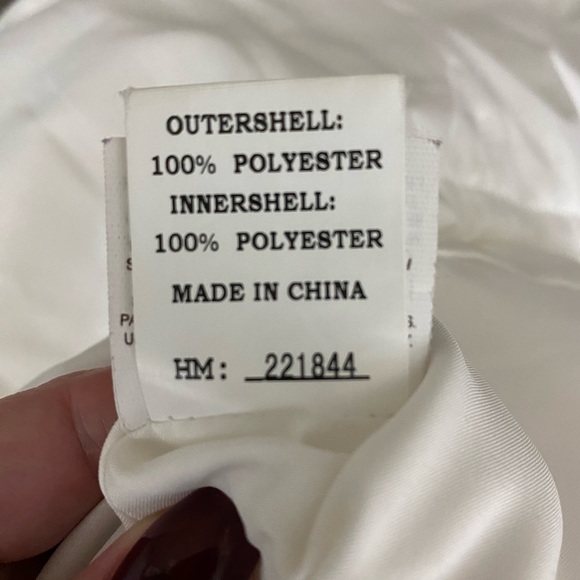 OUTERSHELL:
100% POLYESTER
INNERSHELL:
100% POLYESTER
MADE IN CHINA
HM: 221844